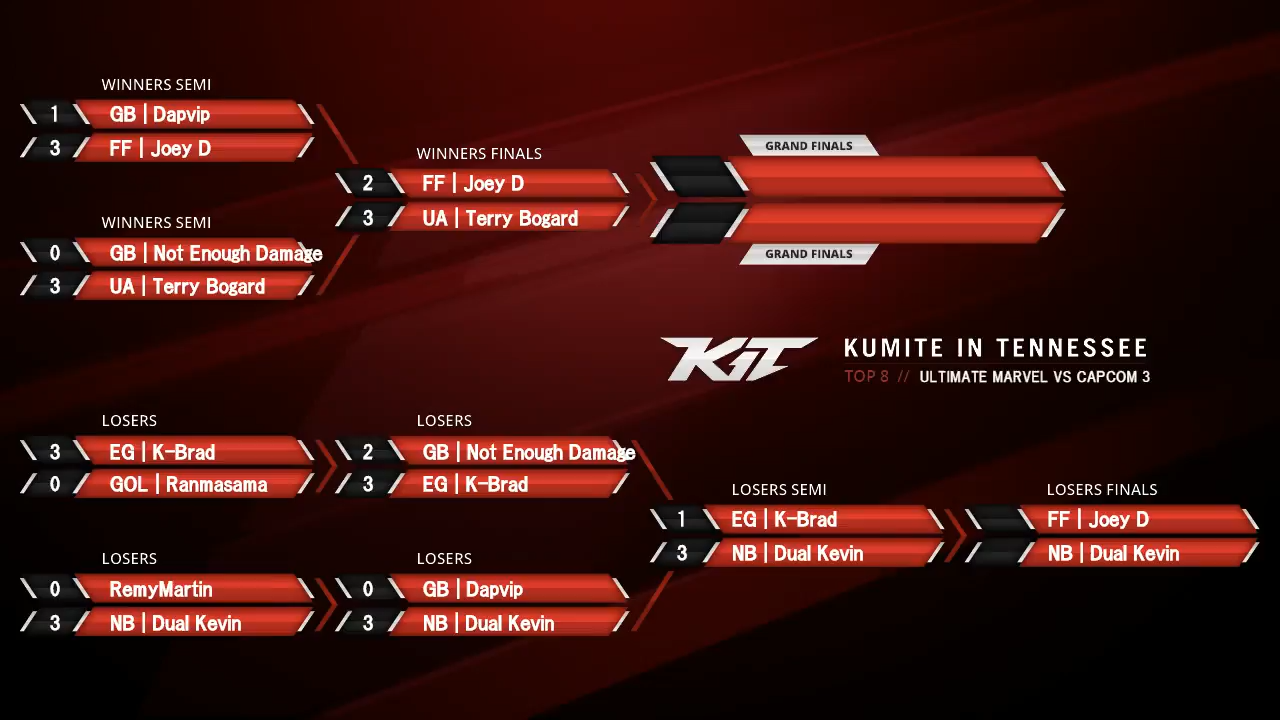 WINNERS SEMI
1 GB | Dapvip
3 FF | Joey D
WINNERS SEMI
0 GB | Not Enough Damage
3 UA | Terry Bogard
WINNERS FINALS
2 FF | Joey D
3 UA | Terry Bogard
GRAND FINALS
GRAND FINALS
KIT
KUMITE IN TENNESSEE
TOP 8 // ULTIMATE MARVEL VS CAPCOM 3
LOSERS
3 EG | K-Brad
0 GOL | Ranmasama
LOSERS
0 RemyMartin
3 NB | Dual Kevin
LOSERS
2 GB | Not Enough Damage
3 EG | K-Brad
LOSERS
0 GB | Dapvip
3 NB | Dual Kevin
LOSERS SEMI
1 EG | K-Brad
3 NB | Dual Kevin
LOSERS FINALS
FF | Joey D
NB | Dual Kevin